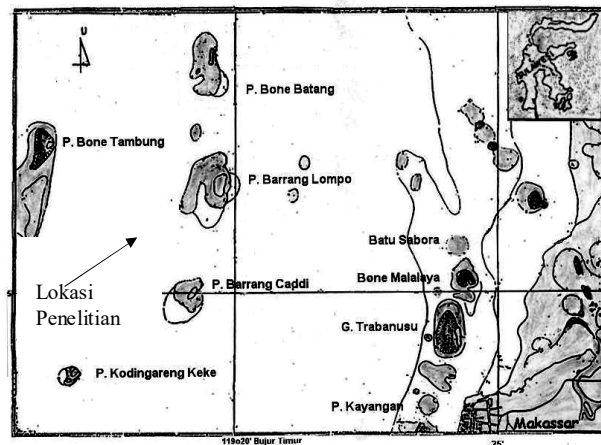 U
P. Bone Batang
P. Bone Tambung
P. Barrang Lompo
Batu Sabora
P. Barrang Caddi
Bone Malalaya
Lokasi
Penelitian
G. Trabanusu
P. Kodingareng Keke
P. Kayangan
Makassar
119o20' Bujur Timur
25'